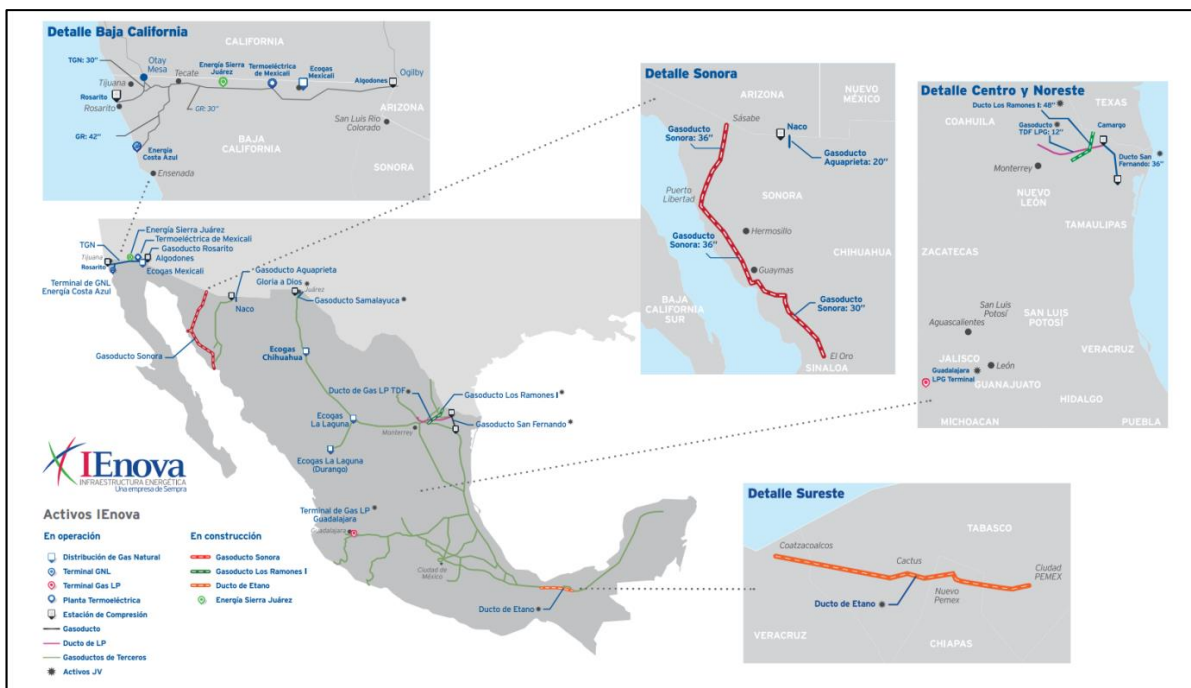 Detalle Baja California
CALIFORNIA
TGN: 30"
Otay
Mesa
Tecate
Energía Sierra
Juárez
Termoeléctrica
de Mexicali
Ecogas
Mexicali
Algodones
Ogilby
Tijuana
Rosarito
Rosarito
GR: 30"
ARIZONA
San Luis Río
Colorado
GR: 42"
BAJA
CALIFORNIA
Energía
Costa Azul
SONORA
Ensenada
Detalle Sonora
ARIZONA
NUEVO
MÉXICO
Sásabe
Gasoducto
Sonora: 36"
Naco
Gasoducto
Aguaprieta: 20"
Puerto
Libertad
SONORA
Gasoducto
Sonora: 36"
Hermosillo
CHIHUAHUA
Guaymas
BAJA
CALIFORNIA
SUR
Gasoducto
Sonora: 30"
El Oro
SINALOA
Detalle Centro y Noreste
Ducto Los Ramones I: 48"
TEXAS
COAHUILA
Gasoducto
TDF LPG: 12"
Camargo
Monterrey
Ducto San
Fernando: 36"
NUEVO
LEÓN
TAMAULIPAS
ZACATECAS
San Luis
Potosí
SAN LUIS
POTOSÍ
Aguascalientes
VERACRUZ
JALISCO
León
Guadalajara
LPG Terminal
GUANAJUATO
HIDALGO
MICHOACAN
PUEBLA
Energía Sierra Juárez
Termoeléctrica de Mexicali
Gasoducto Rosarito
Algodones
Ecogas Mexicali
TGN
Tijuana
Rosarito
Terminal de GNL
Energía Costa Azul
Gasoducto Aguaprieta
Gloria a Dios
Juárez
Gasoducto Samalayuca
Naco
Gasoducto Sonora
Ecogas
Chihuahua
Ducto de Gas LP TDF
Gasoducto Los Ramones I
Ecogas
La Laguna
Monterrey
Gasoducto San Fernando
Ecogas La Laguna
(Durango)
Terminal de Gas LP
Guadalajara
Guadalajara
Ciudad de
México
Ducto de Etano
IEnova
INFRAESTRUCTURA ENERGÉTICA
Una empresa de Sempra
Activos IEnova
En operación
Distribución de Gas Natural
Terminal GNL
Terminal Gas LP
Planta Termoeléctrica
Estación de Compresión
Gasoducto
Ducto de LP
Gasoductos de Terceros
Activos JV
En construcción
Gasoducto Sonora
Gasoducto Los Ramones I
Ducto de Etano
Energía Sierra Juárez
Detalle Sureste
TABASCO
Coatzacoalcos
Cactus
Ciudad
PEMEX
Ducto de Etano
Nuevo
Pemex
VERACRUZ
CHIAPAS